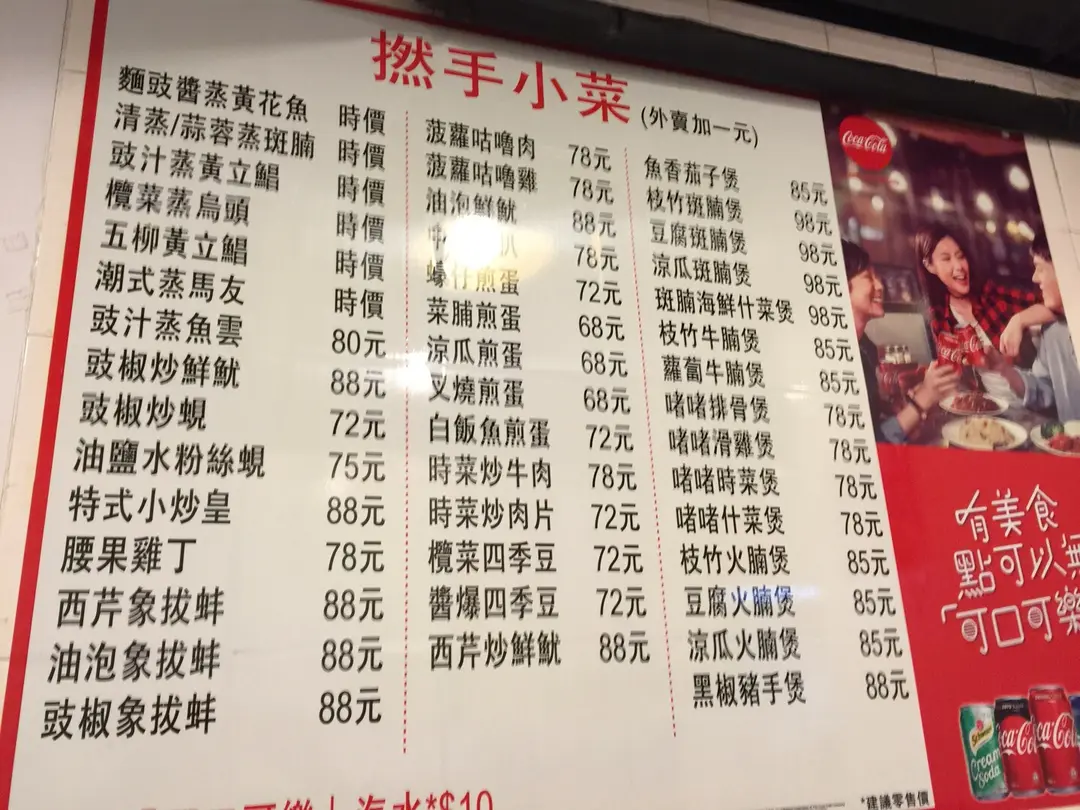 撚手小菜 (外賣加一元)
麵豉醬蒸黃花魚 時價
清蒸/蒜蓉蒸斑腩 時價
豉汁蒸黃立鯧 時價
欖菜蒸烏頭 時價
五柳黃立鯧 時價
潮式蒸馬友 時價
豉汁蒸魚雲 80元
豉椒炒鮮魷 88元
豉椒炒蜆 72元
油鹽水粉絲蜆 75元
特式小炒皇 88元
腰果雞丁 78元
西芹象拔蚌 88元
油泡象拔蚌 88元
豉椒象拔蚌 88元
菠蘿咕嚕肉 78元
菠蘿咕嚕雞 78元
油泡鮮魷 88元
78元
蠔仔煎蛋 72元
菜脯煎蛋 68元
涼瓜煎蛋 68元
叉燒煎蛋 68元
白飯魚煎蛋 72元
時菜炒牛肉 78元
時菜炒肉片 72元
欖菜四季豆 72元
醬爆四季豆 72元
西芹炒鮮魷 88元
魚香茄子煲 85元
枝竹斑腩煲 98元
豆腐斑腩煲 98元
涼瓜斑腩煲 98元
斑腩海鮮什菜煲 98元
枝竹牛腩煲 85元
蘿蔔牛腩煲 85元
啫啫排骨煲 78元
啫啫滑雞煲 78元
啫啫時菜煲 78元
啫啫什菜煲 78元
枝竹火腩煲 85元
豆腐火腩煲 85元
涼瓜火腩煲 85元
黑椒豬手煲 88元
Coca-Cola
有美食
點可以無
「可口可樂
Schweppes
Cream Soda
Coca-Cola
Coca-Cola
*建議零售價
$10